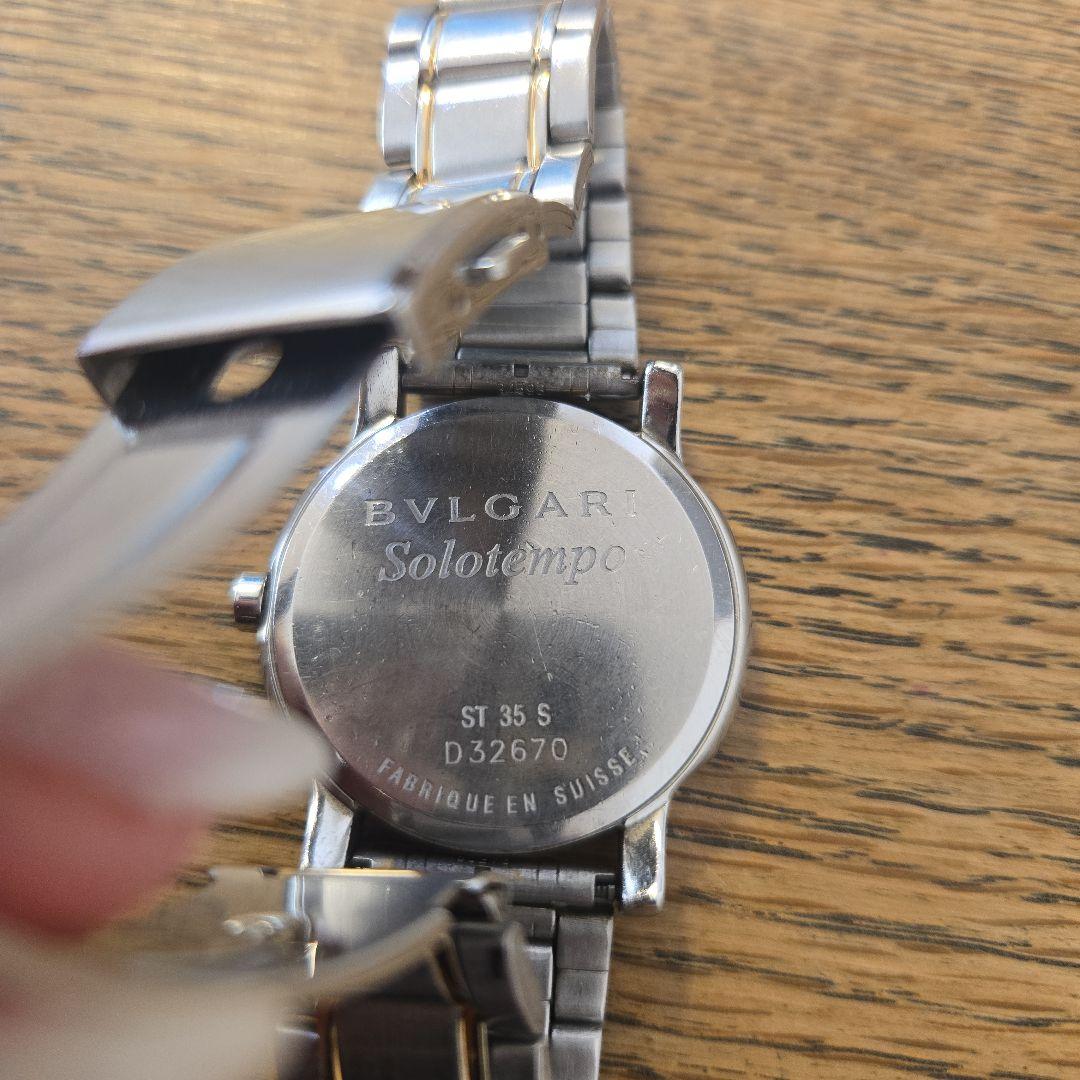 BVLGARI
Solotempo
ST 35 S
D32670
FABRIQUE EN SUISSE